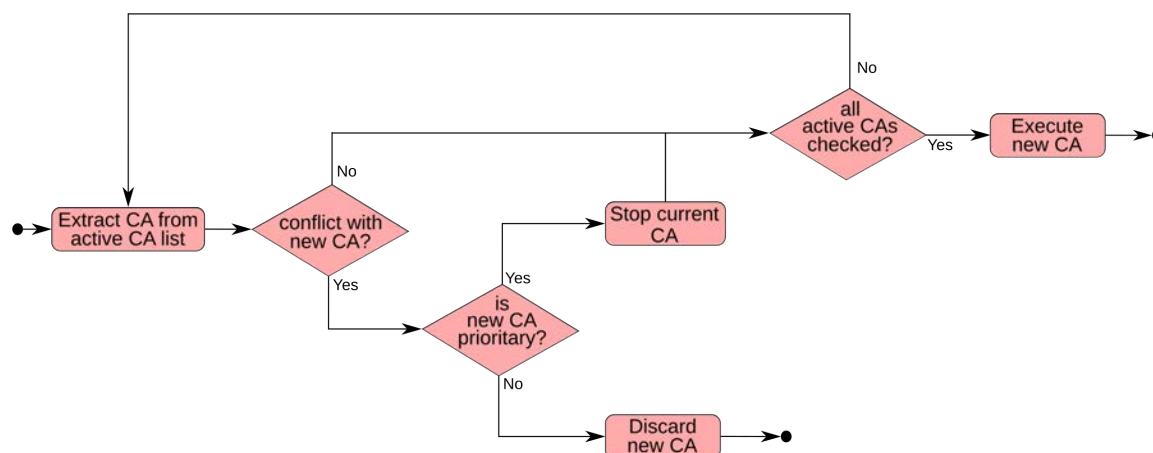 No
all
active CAs
checked?
Yes
Execute
new CA
No
Extract CA from
active CA list
conflict with
new CA?
Yes
Stop current
CA
Yes
is
new CA
prioritary?
No
Discard
new CA